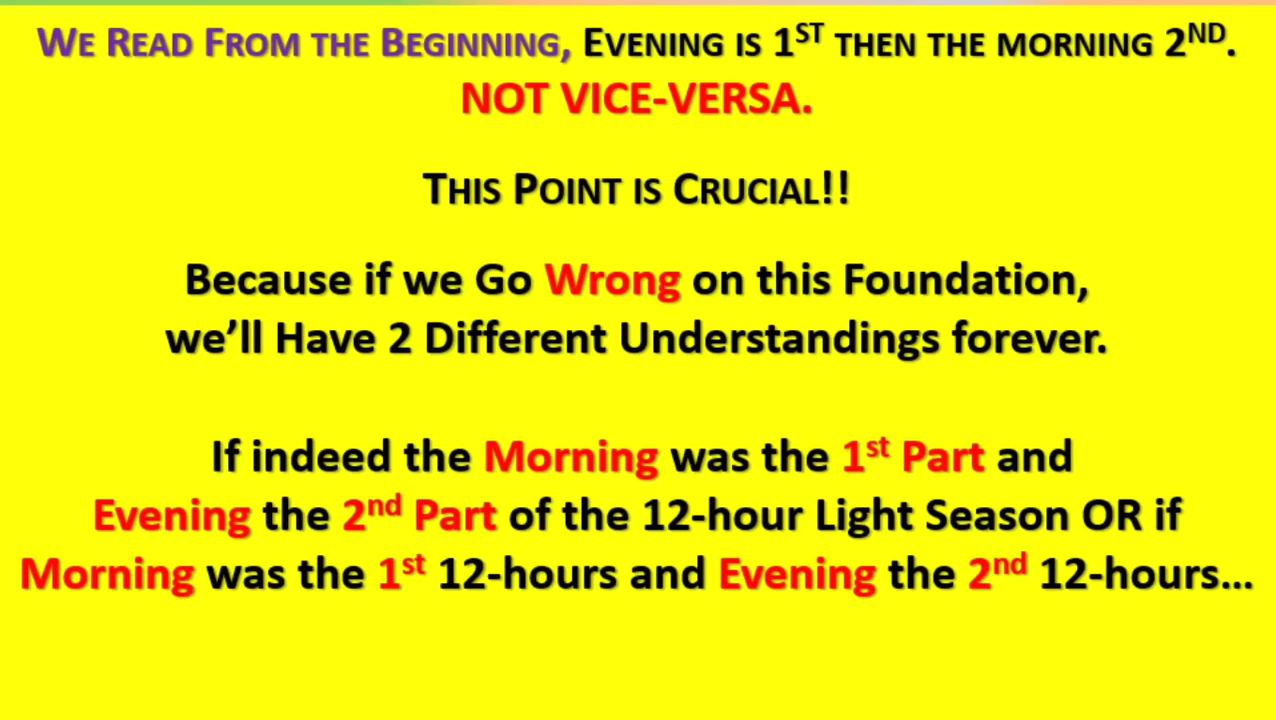 WE READ FROM THE BEGINNING, EVENING IS 1ST THEN THE MORNING 2ND.
NOT VICE-VERSA.
THIS POINT IS CRUCIAL!!
Because if we Go Wrong on this Foundation,
we’ll Have 2 Different Understandings forever.
If indeed the Morning was the 1st Part and
Evening the 2nd Part of the 12-hour Light Season OR if
Morning was the 1st 12-hours and Evening the 2nd 12-hours...